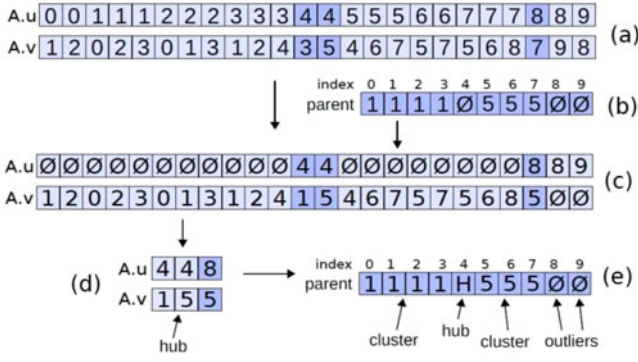 A.u 0 0 1 1 1 2 2 2 3 3 3 4 4 5 5 5 6 6 7 7 7 8 8 9
A.v 1 2 0 2 3 0 1 3 1 2 4 3 5 4 6 7 5 7 5 6 8 7 9 8
(a)
index 0 1 2 3 4 5 6 7 8 9
parent 1 1 1 1 Ø 5 5 5 Ø Ø (b)
A.u Ø Ø Ø Ø Ø Ø Ø Ø Ø Ø Ø 4 4 Ø Ø Ø Ø Ø Ø Ø Ø 8 8 9
A.v 1 2 0 2 3 0 1 3 1 2 4 1 5 4 6 7 5 7 5 6 8 5 Ø Ø
(c)
(d)
A.u 4 4 8
A.v 1 5 5
hub
index 0 1 2 3 4 5 6 7 8 9
parent 1 1 1 1 H 5 5 5 Ø Ø (e)
cluster hub cluster outliers